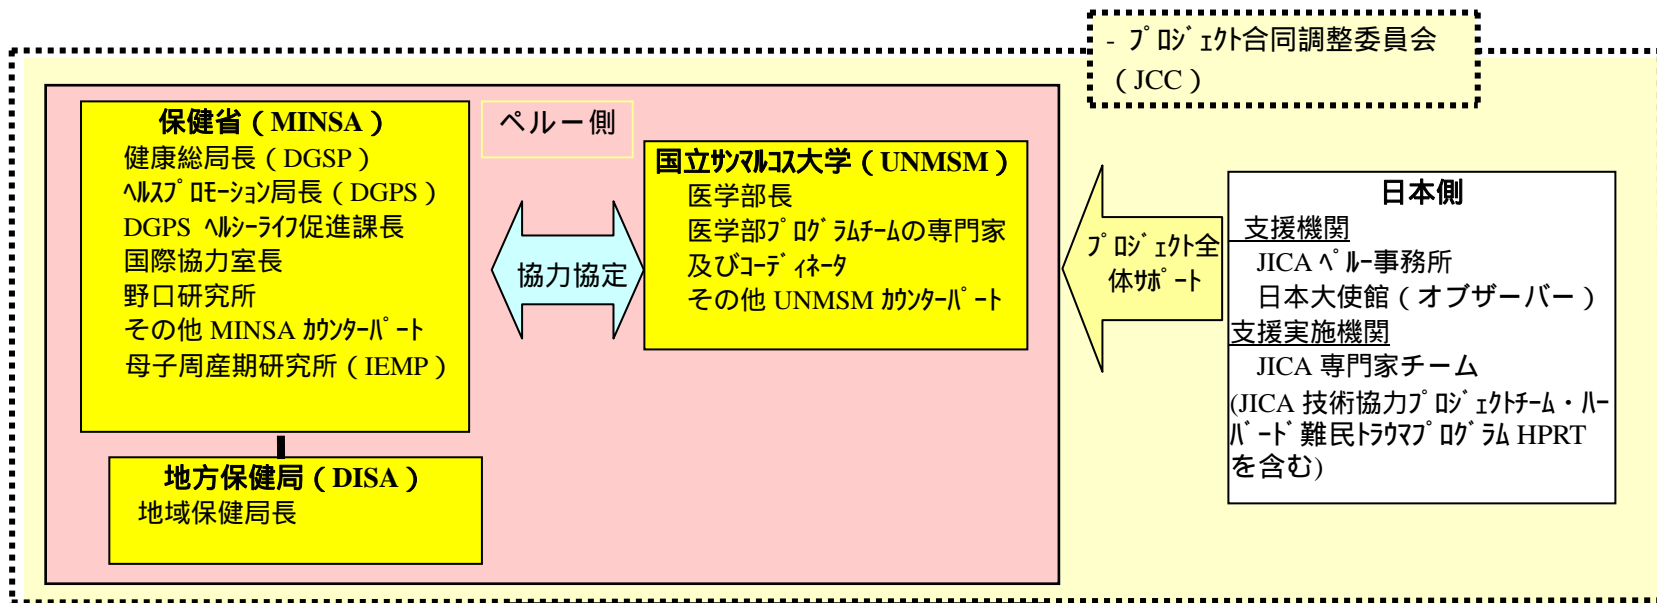 - プロジェクト合同調整委員会
（JCC）
保健省（MINSA）
健康総局長（DGSP）
ヘルスプロモーション局長（DGPS）
DGPS ヘルシーライフ促進課長
国際協力室長
野口研究所
その他 MINSA カウンターパート
母子周産期研究所（IEMP）
地方保健局（DISA）
地域保健局長
ペルー側
協力協定
国立サンマルコス大学（UNMSM）
医学部長
医学部プログラムチームの専門家
及びコーディネータ
その他 UNMSM カウンターパート
プロジェクト全
体サポート
日本側
支援機関
JICA ペルー事務所
日本大使館（オブザーバー）
支援実施機関
JICA 専門家チーム
(JICA 技術協力プロジェクトチーム・ハー
バード難民トラウマプログラム HPRT
を含む)